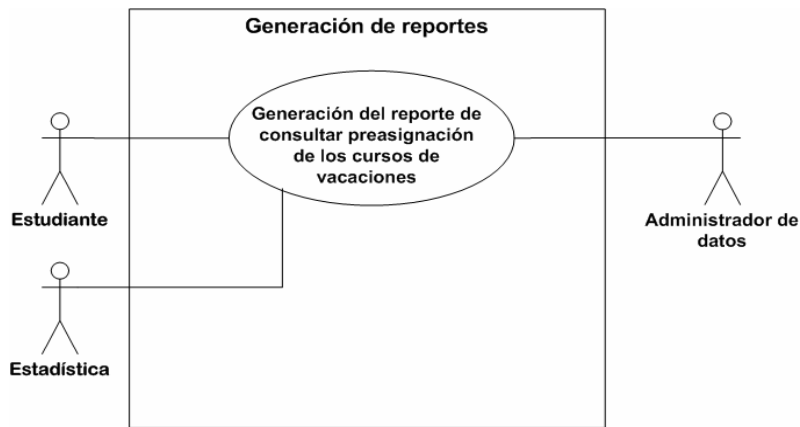 Generación de reportes
Generación del reporte de
consultar preasignación
de los cursos de
vacaciones
Estudiante
Administrador de
datos
Estadística